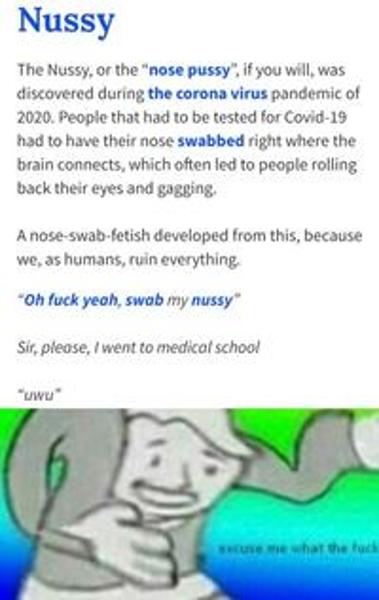 Nussy
The Nussy, or the “nose pussy”, if you will, was
discovered during the corona virus pandemic of
2020. People that had to be tested for Covid-19
had to have their nose swabbed right where the
brain connects, which often led to people rolling
back their eyes and gagging.
A nose-swab-fetish developed from this, because
we, as humans, ruin everything.
“Oh fuck yeah, swab my nussy”
Sir, please, I went to medical school
“uwu”
excuse me what the fuck